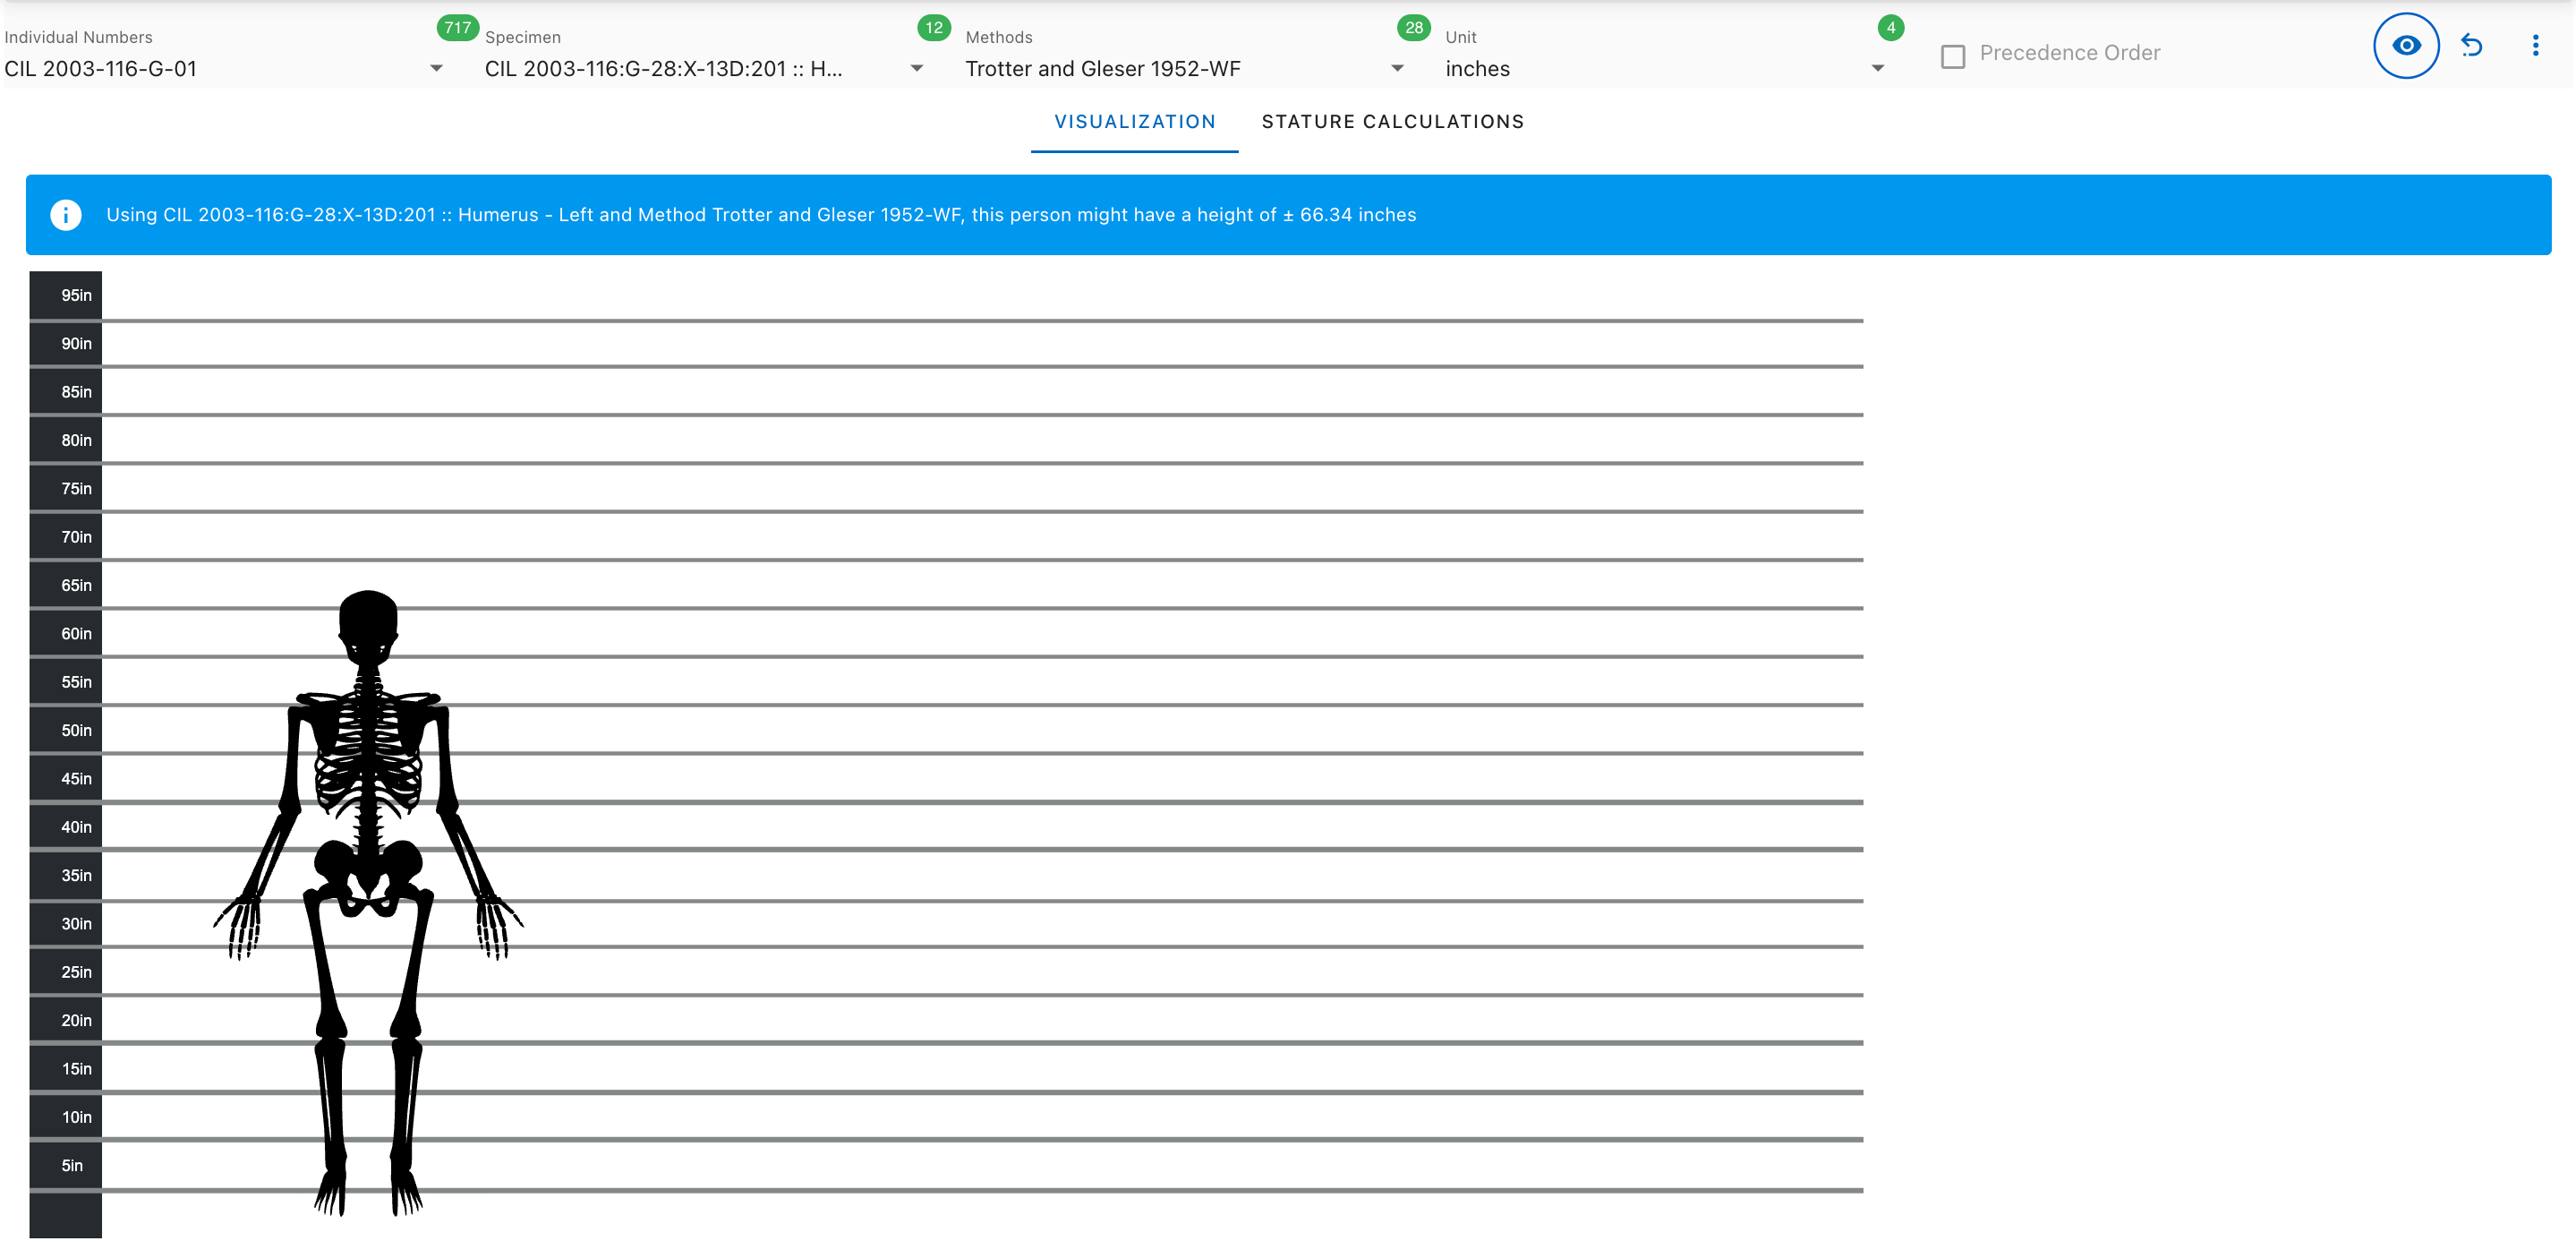 Individual Numbers 717 Specimen 12 Methods 28 Unit 4
CIL 2003-116-G-01 CIL 2003-116:G-28:X-13D:201 :: H... Trotter and Gleser 1952-WF inches Precedence Order
VISUALIZATION STATURE CALCULATIONS
Using CIL 2003-116:G-28:X-13D:201 :: Humerus - Left and Method Trotter and Gleser 1952-WF, this person might have a height of ± 66.34 inches
95in
90in
85in
80in
75in
70in
65in
60in
55in
50in
45in
40in
35in
30in
25in
20in
15in
10in
5in